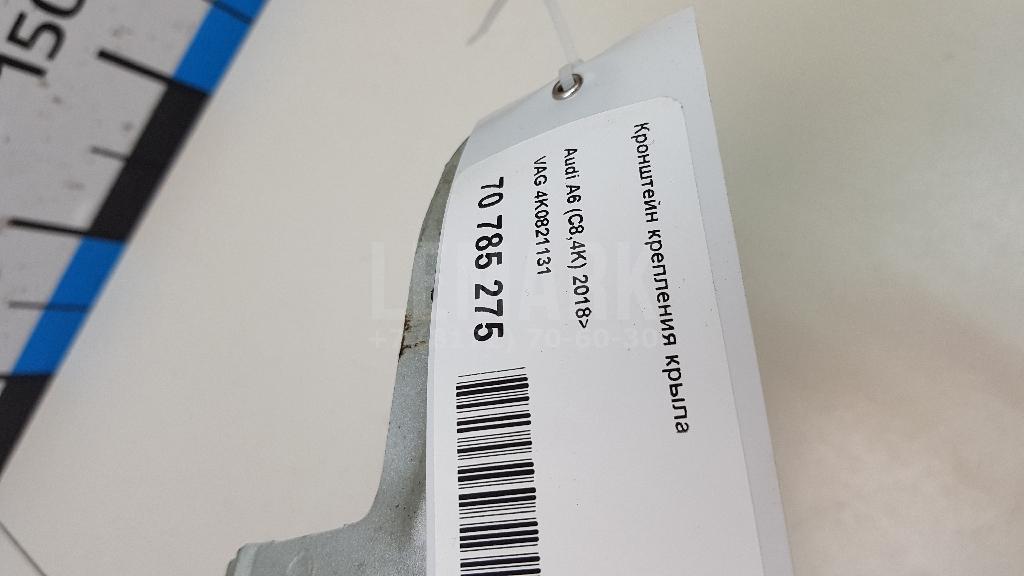 Кронштейн крепления крыла
Audi A6 (C8,4K) 2018>
VAG 4K0821131
70 785 275
150